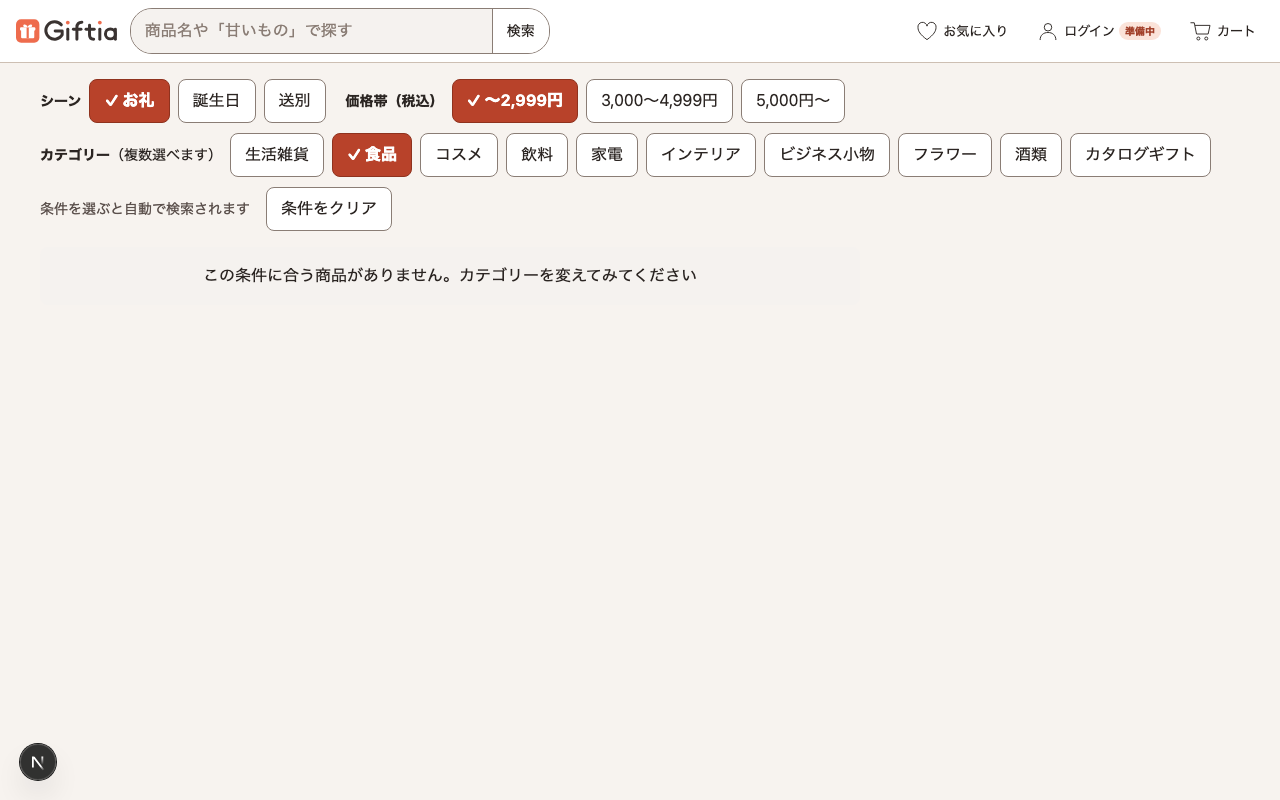 Giftia 商品名や「甘いもの」で探す 検索 お気に入り ログイン 準備中 カート
シーン ✓ お礼 誕生日 送別 価格帯（税込） ✓ 〜2,999円 3,000〜4,999円 5,000円〜
カテゴリー（複数選べます） 生活雑貨 ✓ 食品 コスメ 飲料 家電 インテリア ビジネス小物 フラワー 酒類 カタログギフト
条件を選ぶと自動で検索されます 条件をクリア
この条件に合う商品がありません。カテゴリーを変えてみてください
N